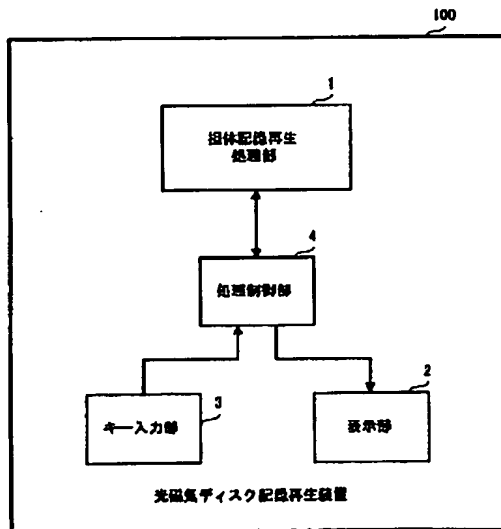 100
1
担体記録再生
処理部
4
処理制御部
3
キー入力部
2
表示部
光磁気ディスク記録再生装置